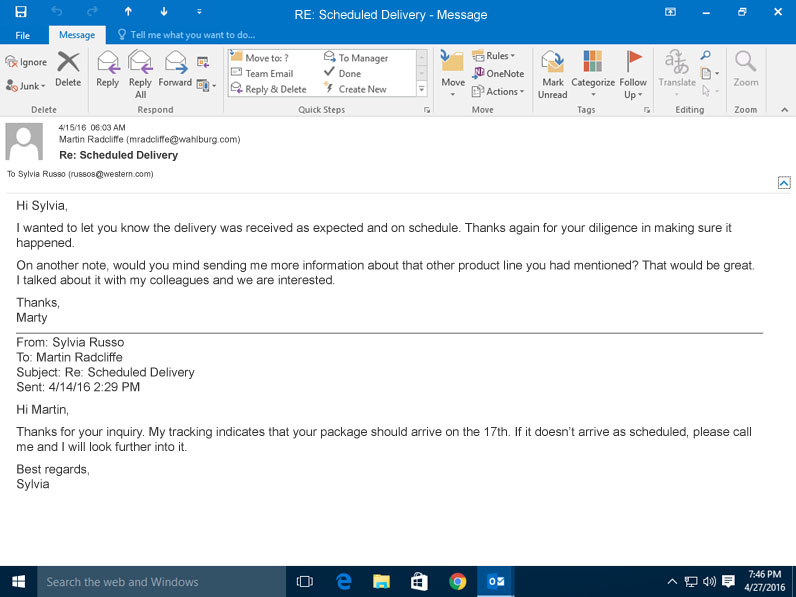 RE: Scheduled Delivery - Message
File
Message
Tell me what you want to do...
Ignore
Junk
Delete
Reply
Reply All
Forward
Move to: ?
Team Email
Reply & Delete
To Manager
Done
Create New
Move
Rules
OneNote
Actions
Mark Unread
Categorize
Follow Up
Translate
Zoom
Delete
Respond
Quick Steps
Move
Tags
Editing
Zoom
4/15/16 06:03 AM
Martin Radcliffe (mradcliffe@wahlburg.com)
Re: Scheduled Delivery
To Sylvia Russo (russos@western.com)
Hi Sylvia,
I wanted to let you know the delivery was received as expected and on schedule. Thanks again for your diligence in making sure it
happened.
On another note, would you mind sending me more information about that other product line you had mentioned? That would be great.
I talked about it with my colleagues and we are interested.
Thanks,
Marty
From: Sylvia Russo
To: Martin Radcliffe
Subject: Re: Scheduled Delivery
Sent: 4/14/16 2:29 PM
Hi Martin,
Thanks for your inquiry. My tracking indicates that your package should arrive on the 17th. If it doesn’t arrive as scheduled, please call
me and I will look further into it.
Best regards,
Sylvia
Search the web and Windows
7:46 PM
4/27/2016